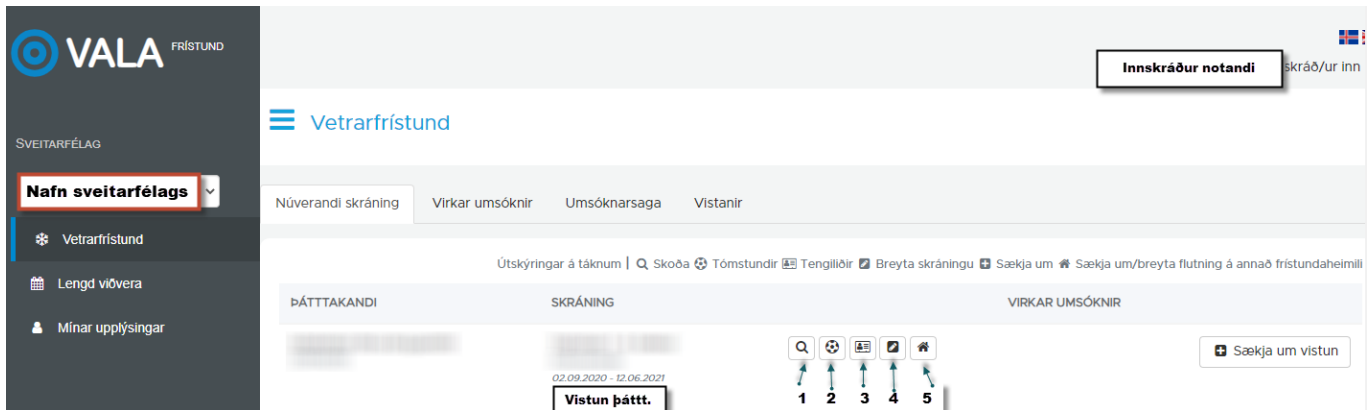 VALA FRÍSTUND
Innskráður notandi skráð/ur inn
Vetrarfrístund
SVEITARFÉLAG
Nafn sveitarfélags
Núverandi skráning Virkar umsóknir Umsóknarsaga Vistanir
Vetrarfrístund
Útskýringar á táknum | Skoða Tómstundir Tengiliðir Breyta skráningu Sækja um Sækja um/breyta flutning á annað frístundaheimili
Lengd viðvera
ÞÁTTTAKANDI SKRÁNING VIRKAR UMSÓKNIR
Mínar upplýsingar
Sækja um vistun
02.09.2020 - 12.06.2021
Vistun þáttt. 1 2 3 4 5